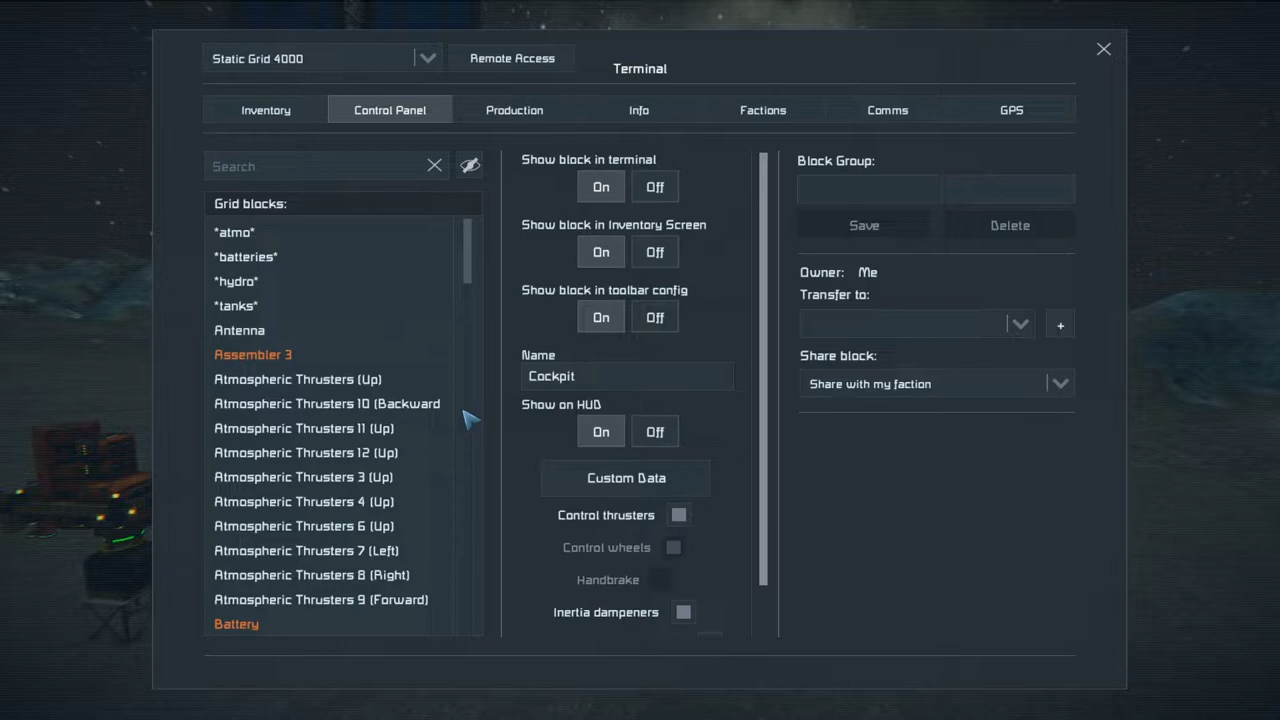 Static Grid 4000
Remote Access
Terminal
Inventory
Control Panel
Production
Info
Factions
Comms
GPS
Search
Grid blocks:
*atmo*
*batteries*
*hydro*
*tanks*
Antenna
Assembler 3
Atmospheric Thrusters (Up)
Atmospheric Thrusters 10 (Backward
Atmospheric Thrusters 11 (Up)
Atmospheric Thrusters 12 (Up)
Atmospheric Thrusters 3 (Up)
Atmospheric Thrusters 4 (Up)
Atmospheric Thrusters 6 (Up)
Atmospheric Thrusters 7 (Left)
Atmospheric Thrusters 8 (Right)
Atmospheric Thrusters 9 (Forward)
Battery
Show block in terminal
On Off
Show block in Inventory Screen
On Off
Show block in toolbar config
On Off
Name
Cockpit
Show on HUD
On Off
Custom Data
Control thrusters
Control wheels
Handbrake
Inertia dampeners
Block Group:
Save Delete
Owner: Me
Transfer to:
+
Share block:
Share with my faction